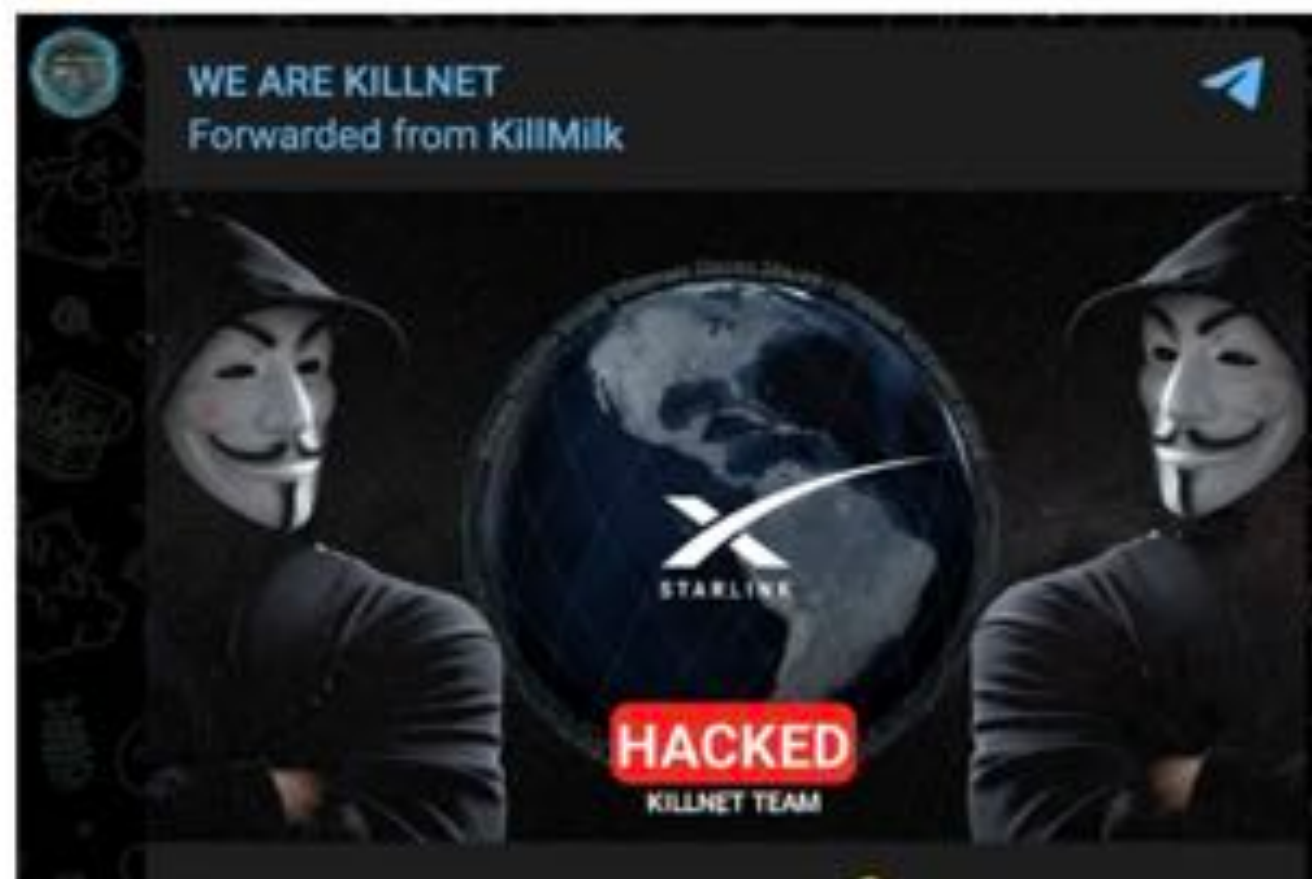 WE ARE KILLNET
Forwarded from KillMilk
STARLINK
HACKED
KILLNET TEAM